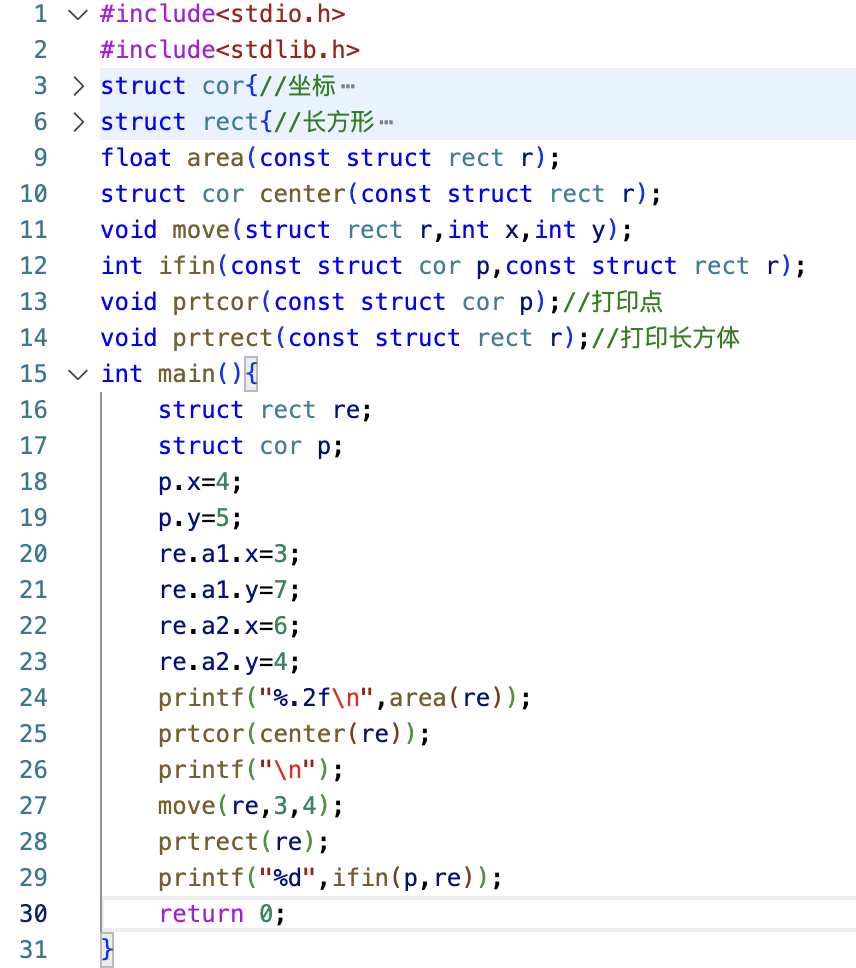 1 #include<stdio.h>
2 #include<stdlib.h>
3 struct cor{//坐标⋯
6 struct rect{//长方形⋯
9 float area(const struct rect r);
10 struct cor center(const struct rect r);
11 void move(struct rect r,int x,int y);
12 int ifin(const struct cor p,const struct rect r);
13 void prtcor(const struct cor p);//打印点
14 void prtrect(const struct rect r);//打印长方体
15 int main(){
16     struct rect re;
17     struct cor p;
18     p.x=4;
19     p.y=5;
20     re.a1.x=3;
21     re.a1.y=7;
22     re.a2.x=6;
23     re.a2.y=4;
24     printf("%.2f\n",area(re));
25     prtcor(center(re));
26     printf("\n");
27     move(re,3,4);
28     prtrect(re);
29     printf("%d",ifin(p,re));
30     return 0;
31 }